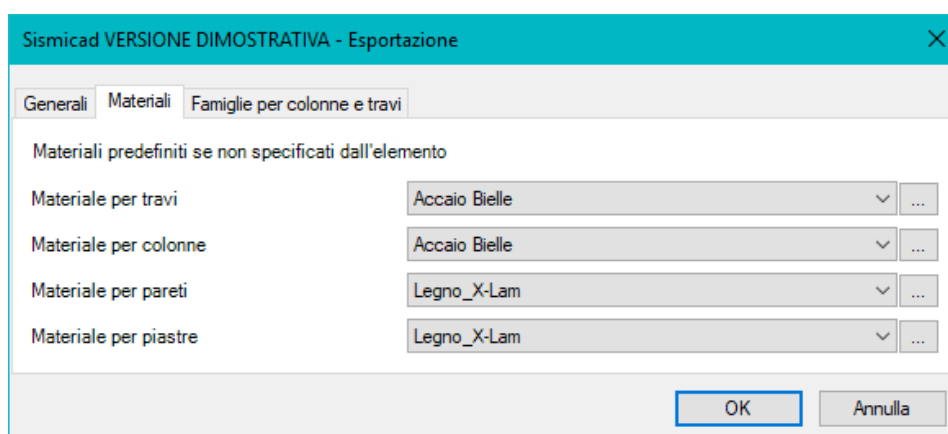 Sismicad VERSIONE DIMOSTRATIVA - Esportazione
Generali Materiali Famiglie per colonne e travi
Materiali predefiniti se non specificati dall'elemento
Materiale per travi Accaio Bielle ...
Materiale per colonne Accaio Bielle ...
Materiale per pareti Legno_X-Lam ...
Materiale per piastre Legno_X-Lam ...
OK Annulla